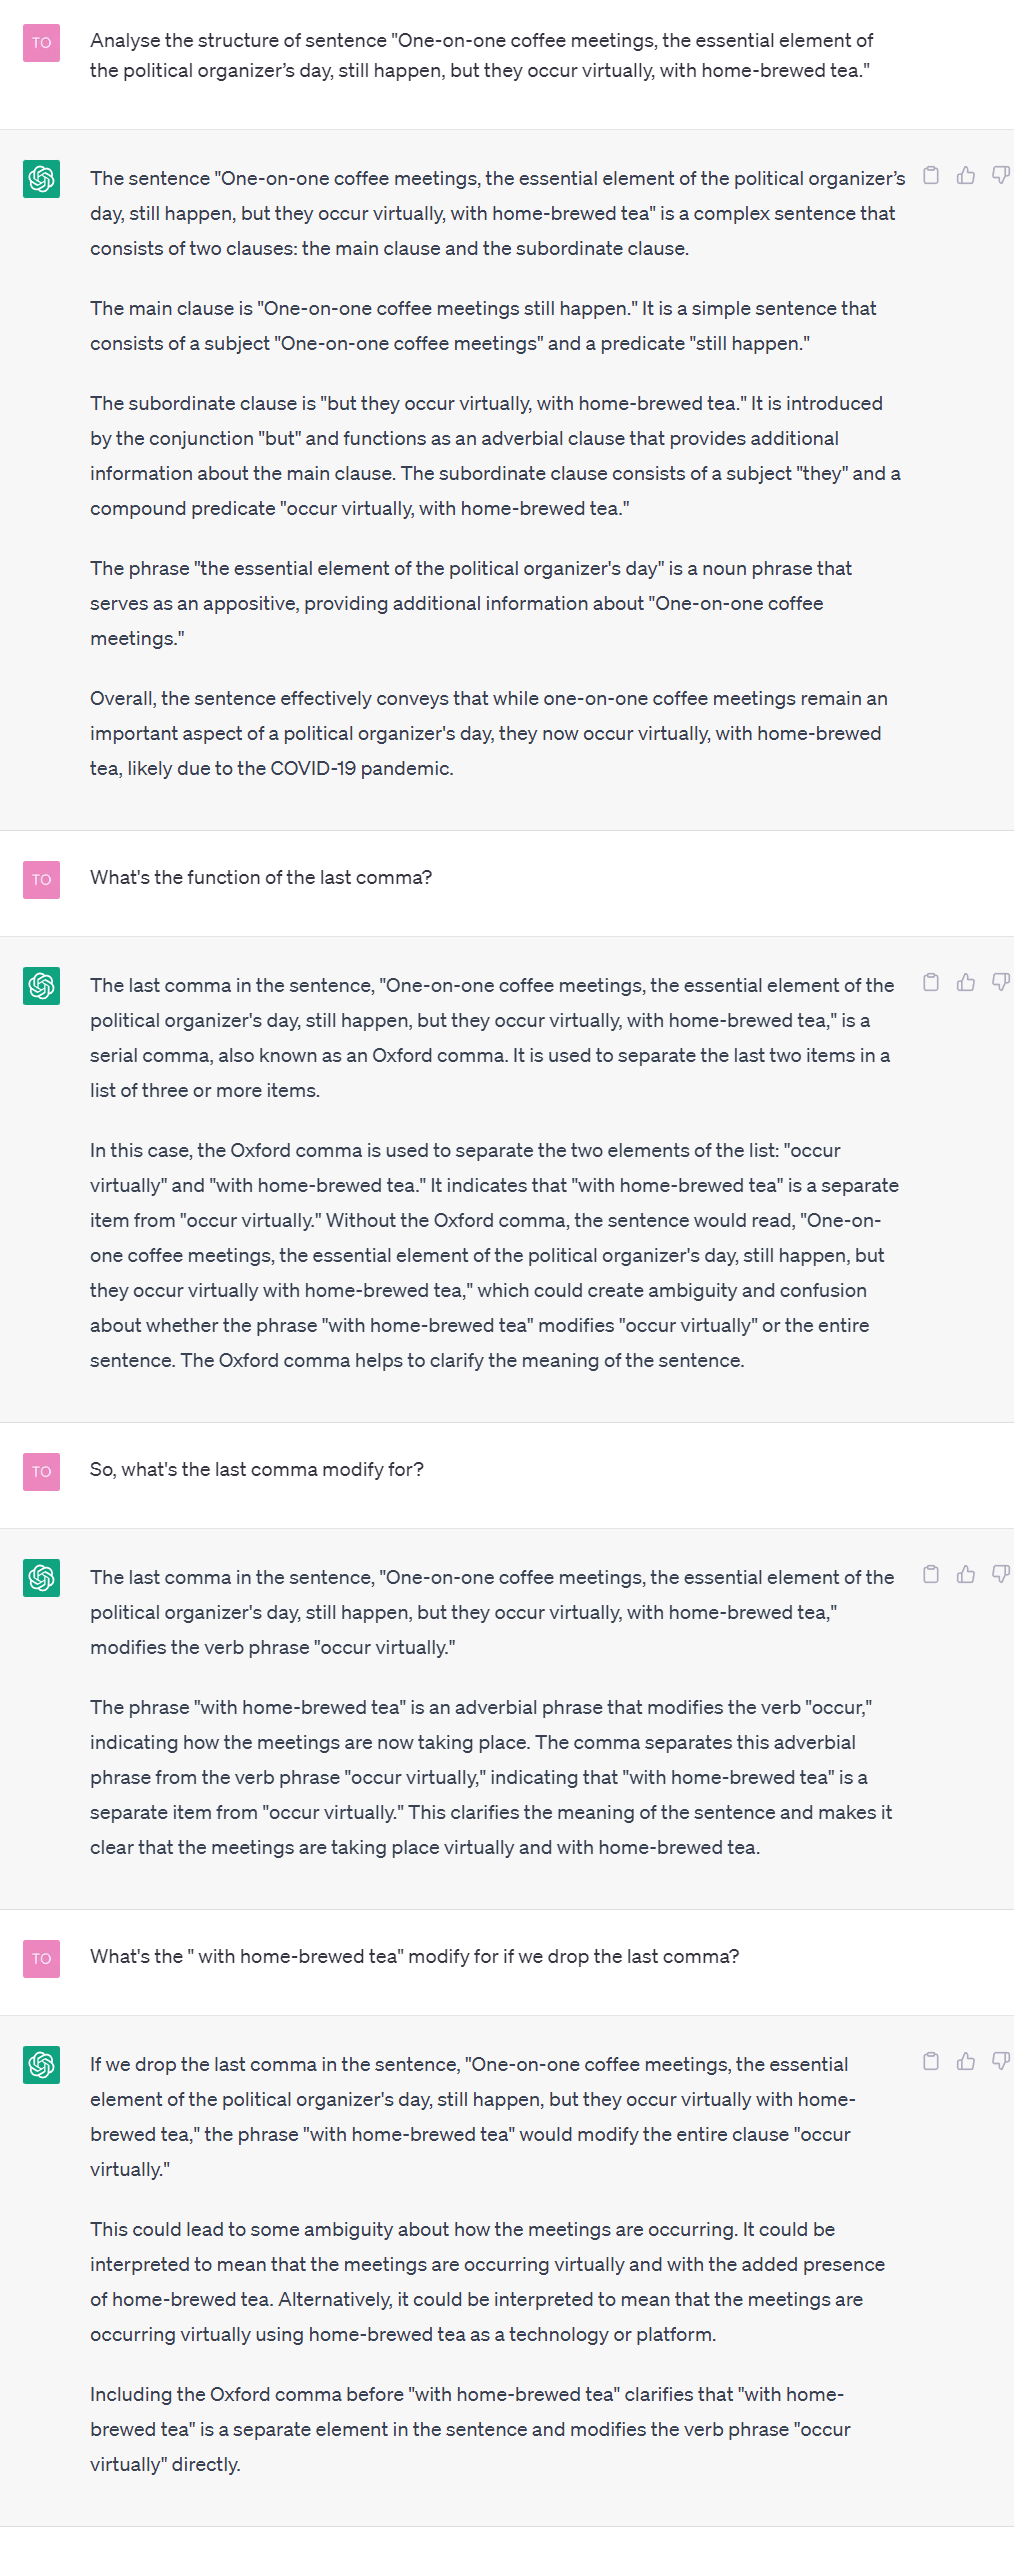 TO
Analyse the structure of sentence "One-on-one coffee meetings, the essential element of
the political organizer’s day, still happen, but they occur virtually, with home-brewed tea."
The sentence "One-on-one coffee meetings, the essential element of the political organizer’s
day, still happen, but they occur virtually, with home-brewed tea" is a complex sentence that
consists of two clauses: the main clause and the subordinate clause.
The main clause is "One-on-one coffee meetings still happen." It is a simple sentence that
consists of a subject "One-on-one coffee meetings" and a predicate "still happen."
The subordinate clause is "but they occur virtually, with home-brewed tea." It is introduced
by the conjunction "but" and functions as an adverbial clause that provides additional
information about the main clause. The subordinate clause consists of a subject "they" and a
compound predicate "occur virtually, with home-brewed tea."
The phrase "the essential element of the political organizer's day" is a noun phrase that
serves as an appositive, providing additional information about "One-on-one coffee
meetings."
Overall, the sentence effectively conveys that while one-on-one coffee meetings remain an
important aspect of a political organizer's day, they now occur virtually, with home-brewed
tea, likely due to the COVID-19 pandemic.
TO
What's the function of the last comma?
The last comma in the sentence, "One-on-one coffee meetings, the essential element of the
political organizer's day, still happen, but they occur virtually, with home-brewed tea," is a
serial comma, also known as an Oxford comma. It is used to separate the last two items in a
list of three or more items.
In this case, the Oxford comma is used to separate the two elements of the list: "occur
virtually" and "with home-brewed tea." It indicates that "with home-brewed tea" is a separate
item from "occur virtually." Without the Oxford comma, the sentence would read, "One-on-
one coffee meetings, the essential element of the political organizer's day, still happen, but
they occur virtually with home-brewed tea," which could create ambiguity and confusion
about whether the phrase "with home-brewed tea" modifies "occur virtually" or the entire
sentence. The Oxford comma helps to clarify the meaning of the sentence.
TO
So, what's the last comma modify for?
The last comma in the sentence, "One-on-one coffee meetings, the essential element of the
political organizer's day, still happen, but they occur virtually, with home-brewed tea,"
modifies the verb phrase "occur virtually."
The phrase "with home-brewed tea" is an adverbial phrase that modifies the verb "occur,"
indicating how the meetings are now taking place. The comma separates this adverbial
phrase from the verb phrase "occur virtually," indicating that "with home-brewed tea" is a
separate item from "occur virtually." This clarifies the meaning of the sentence and makes it
clear that the meetings are taking place virtually and with home-brewed tea.
TO
What's the " with home-brewed tea" modify for if we drop the last comma?
If we drop the last comma in the sentence, "One-on-one coffee meetings, the essential
element of the political organizer's day, still happen, but they occur virtually with home-
brewed tea," the phrase "with home-brewed tea" would modify the entire clause "occur
virtually."
This could lead to some ambiguity about how the meetings are occurring. It could be
interpreted to mean that the meetings are occurring virtually and with the added presence
of home-brewed tea. Alternatively, it could be interpreted to mean that the meetings are
occurring virtually using home-brewed tea as a technology or platform.
Including the Oxford comma before "with home-brewed tea" clarifies that "with home-
brewed tea" is a separate element in the sentence and modifies the verb phrase "occur
virtually" directly.